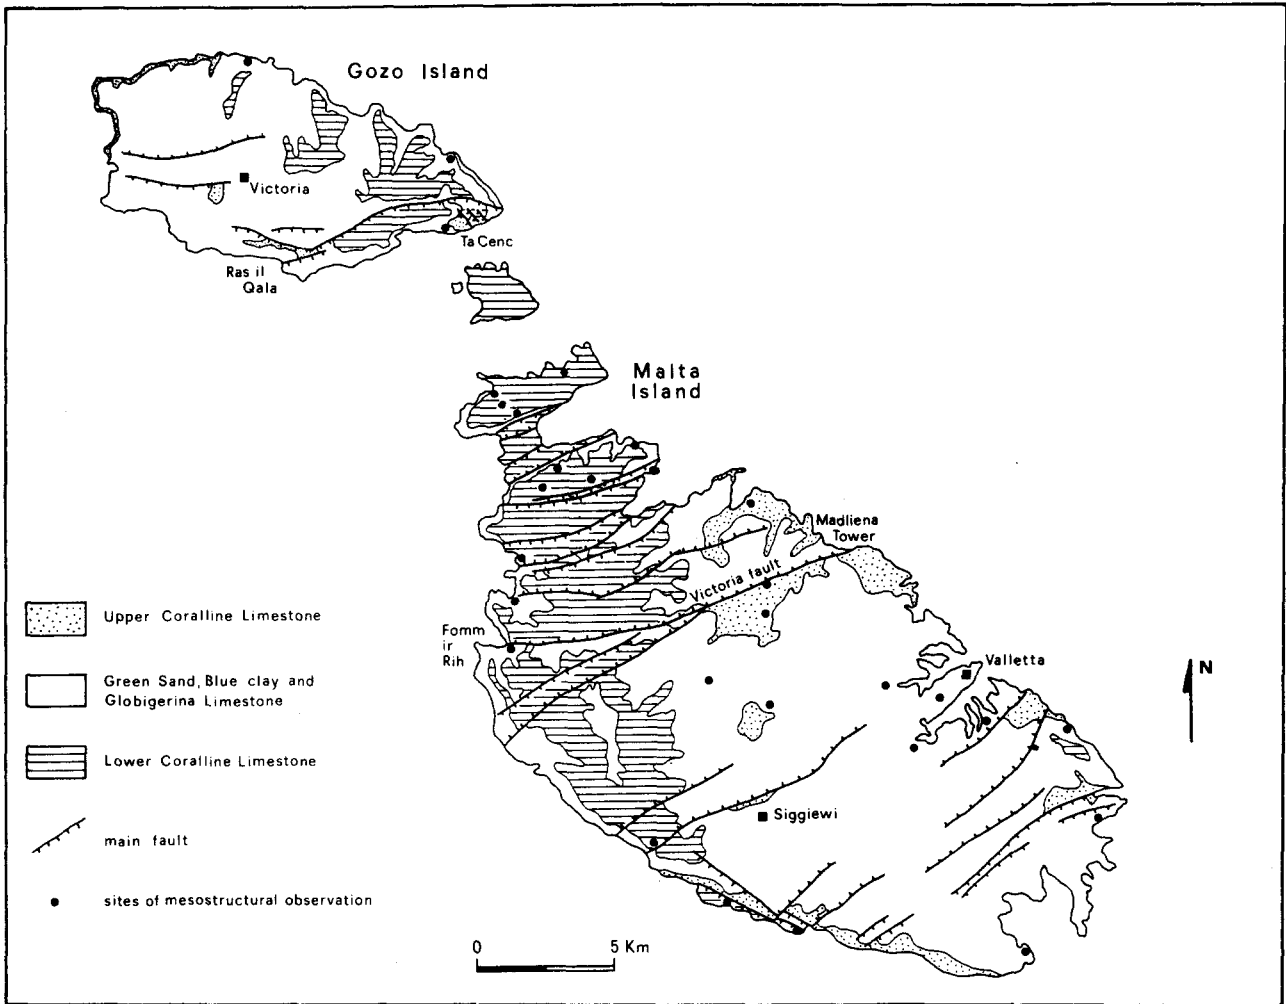 Gozo Island
Victoria
Ta Cenc
Ras il
Qala
Malta
Island
Madliena
Tower
Victoria fault
Fomm
ir
Rih
Valletta
N
Siggiewi
Upper Coralline Limestone
Green Sand, Blue clay and
Globigerina Limestone
Lower Coralline Limestone
main fault
sites of mesostructural observation
0 5 Km